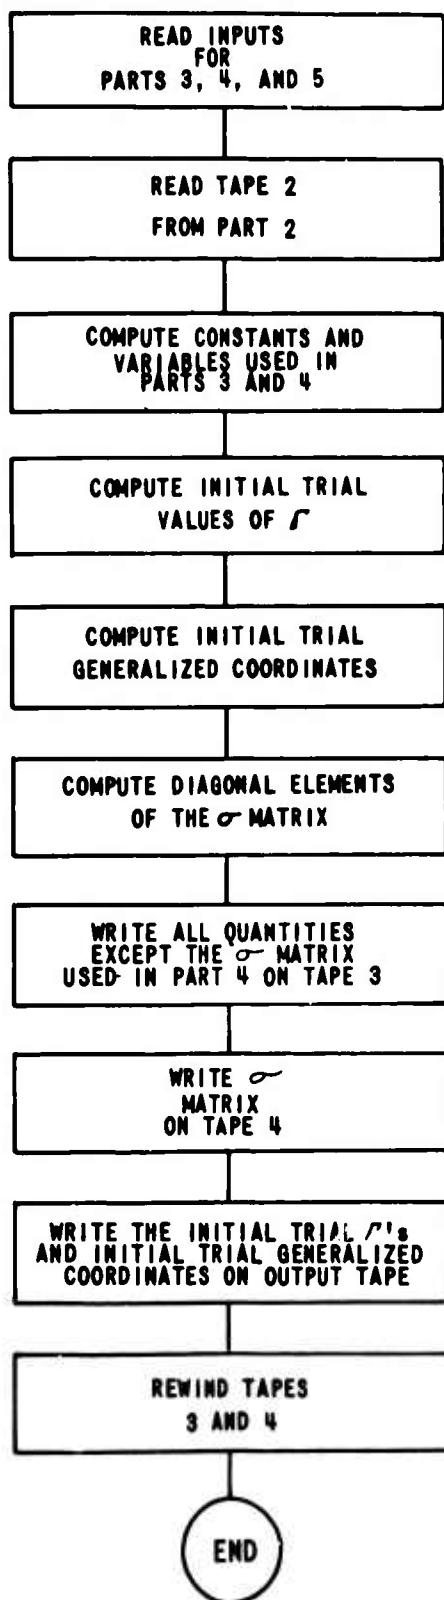 READ INPUTS
FOR
PARTS 3, 4, AND 5
READ TAPE 2
FROM PART 2
COMPUTE CONSTANTS AND
VARIABLES USED IN
PARTS 3 AND 4
COMPUTE INITIAL TRIAL
VALUES OF Γ
COMPUTE INITIAL TRIAL
GENERALIZED COORDINATES
COMPUTE DIAGONAL ELEMENTS
OF THE σ MATRIX
WRITE ALL QUANTITIES
EXCEPT THE σ MATRIX
USED IN PART 4 ON TAPE 3
WRITE σ
MATRIX
ON TAPE 4
WRITE THE INITIAL TRIAL Γ's
AND INITIAL TRIAL GENERALIZED
COORDINATES ON OUTPUT TAPE
REWIND TAPES
3 AND 4
END